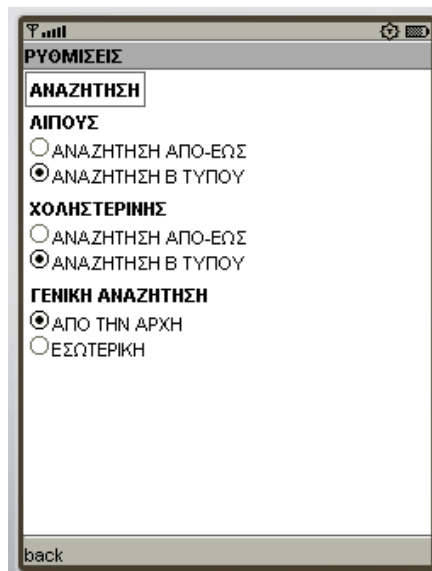 ΡΥΘΜΙΣΕΙΣ
ΑΝΑΖΗΤΗΣΗ
ΛΙΠΟΥΣ
ΑΝΑΖΗΤΗΣΗ ΑΠΟ-ΕΩΣ
ΑΝΑΖΗΤΗΣΗ Β ΤΥΠΟΥ
ΧΟΛΗΣΤΕΡΙΝΗΣ
ΑΝΑΖΗΤΗΣΗ ΑΠΟ-ΕΩΣ
ΑΝΑΖΗΤΗΣΗ Β ΤΥΠΟΥ
ΓΕΝΙΚΗ ΑΝΑΖΗΤΗΣΗ
ΑΠΟ ΤΗΝ ΑΡΧΗ
ΕΣΩΤΕΡΙΚΗ
back